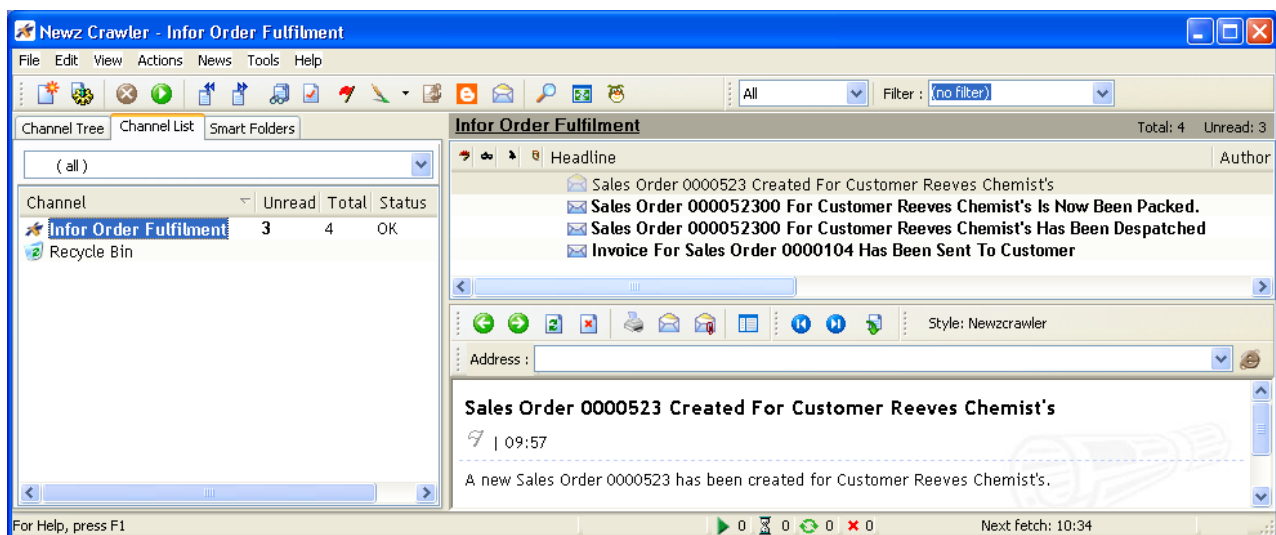 Newz Crawler - Infor Order Fulfilment
File Edit View Actions News Tools Help
All Filter : (no filter)
Channel Tree Channel List Smart Folders
( all )
Channel Unread Total Status
Infor Order Fulfilment 3 4 OK
Recycle Bin
Infor Order Fulfilment Total: 4 Unread: 3
Headline Author
Sales Order 0000523 Created For Customer Reeves Chemist's
Sales Order 000052300 For Customer Reeves Chemist's Is Now Been Packed.
Sales Order 000052300 For Customer Reeves Chemist's Has Been Despatched
Invoice For Sales Order 0000104 Has Been Sent To Customer
Style: Newzcrawler
Address :
Sales Order 0000523 Created For Customer Reeves Chemist's
| 09:57
A new Sales Order 0000523 has been created for Customer Reeves Chemist's.
For Help, press F1 0 0 0 0 Next fetch: 10:34